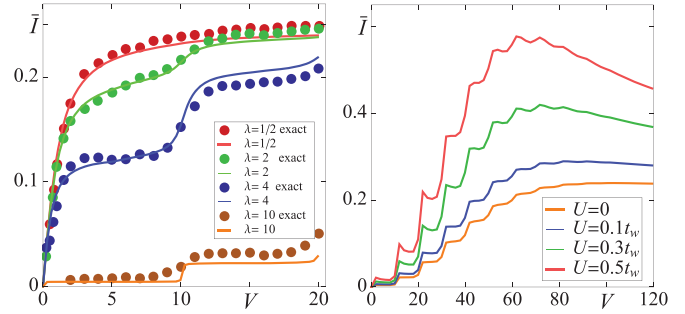 Ī
0.2
0.1
0
0
5
10
V
20
λ=1/2 exact
λ=1/2
λ=2 exact
λ=2
λ=4 exact
λ=4
λ=10 exact
λ=10
Ī
0.4
0.2
0
0
20
40
60
80
V
120
U=0
U=0.1t_w
U=0.3t_w
U=0.5t_w